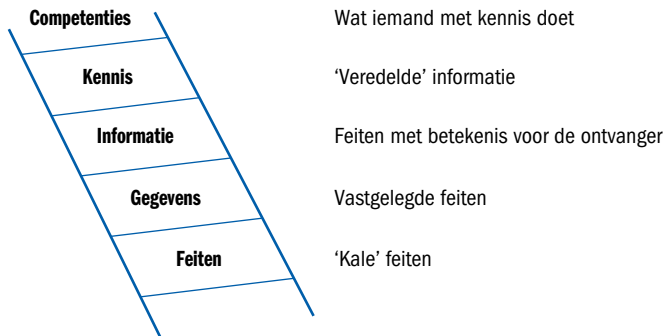 Competenties Wat iemand met kennis doet
Kennis ‘Veredelde’ informatie
Informatie Feiten met betekenis voor de ontvanger
Gegevens Vastgelegde feiten
Feiten ‘Kale’ feiten